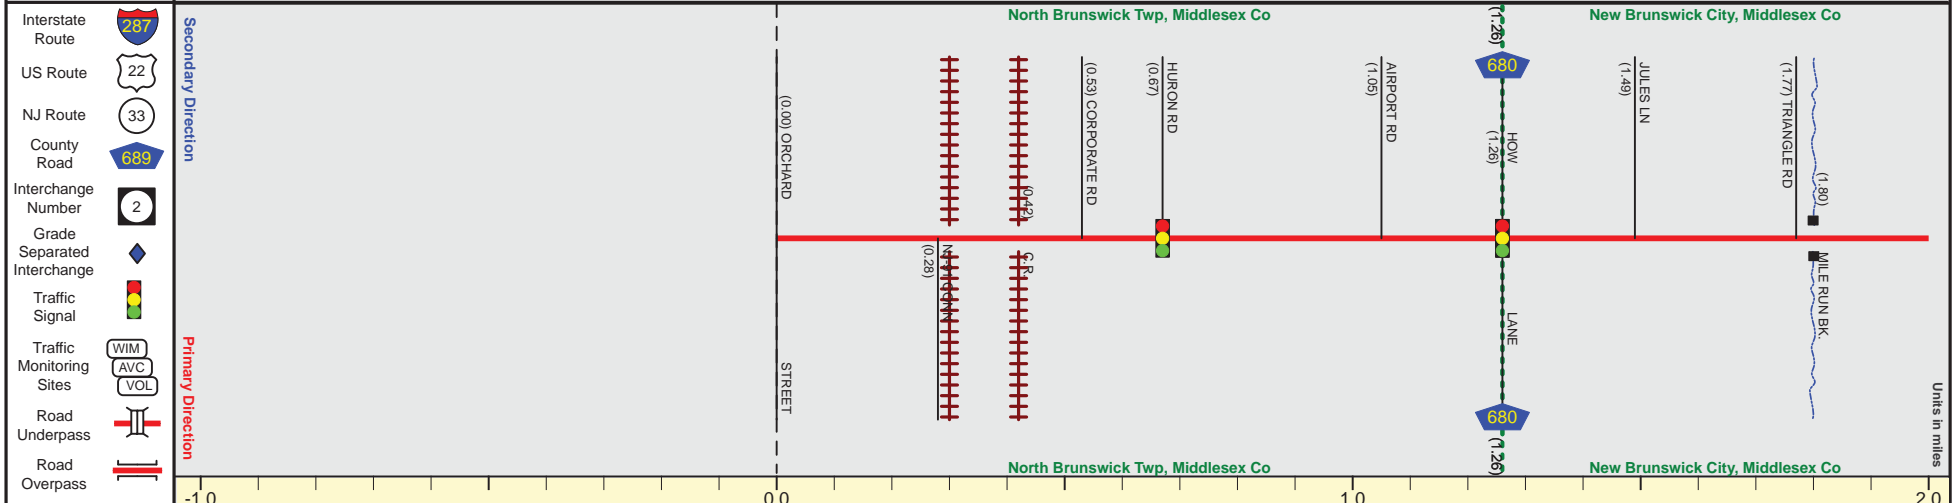 Interstate
Route
287
US Route
22
NJ Route
33
County
Road
689
Interchange
Number
2
Grade
Separated
Interchange
Traffic
Signal
Traffic
Monitoring
Sites
WIM
AVC
VOL
Road
Underpass
Road
Overpass
Secondary Direction
Primary Direction
North Brunswick Twp, Middlesex Co
New Brunswick City, Middlesex Co
(0.00) ORCHARD
STREET
(0.28)
(0.42)
C.R.
(0.53) CORPORATE RD
HURON RD
(0.67)
AIRPORT RD
(1.05)
(1.26)
680
HOW
(1.26)
LANE
680
(1.26)
JULES LN
(1.49)
(1.77) TRIANGLE RD
(1.80)
MILE RUN BK.
Units in miles
North Brunswick Twp, Middlesex Co
New Brunswick City, Middlesex Co
-1.0
0.0
1.0
2.0